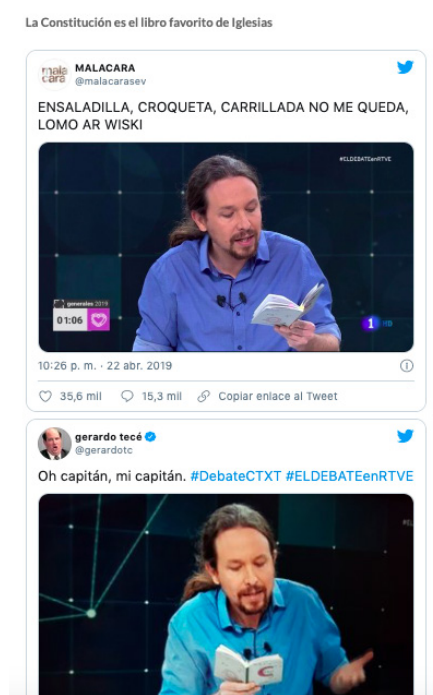 La Constitución es el libro favorito de Iglesias
mala
cara
MALACARA
@malacarasev
ENSALADILLA, CROQUETA, CARRILLADA NO ME QUEDA,
LOMO AR WISKI
#ELDEBATEenRTVE
generales 2019
01:06
1 HD
10:26 p. m. · 22 abr. 2019
35,6 mil 15,3 mil Copiar enlace al Tweet
gerardo tecé
@gerardotc
Oh capitán, mi capitán. #DebateCTXT #ELDEBATEenRTVE